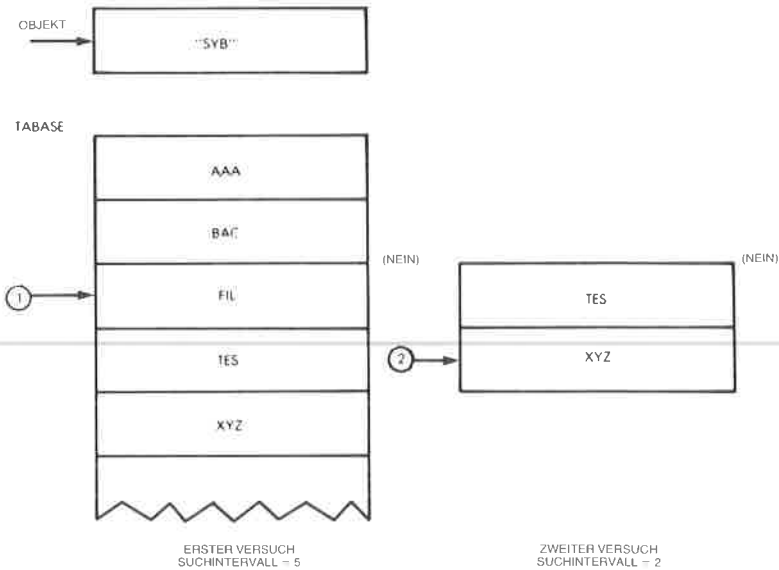 OBJEKT
"SYB"
TABASE
AAA
BAC
(NEIN)
(NEIN)
1
FIL
TES
TES
2
XYZ
XYZ
ERSTER VERSUCH
SUCHINTERVALL = 5
ZWEITER VERSUCH
SUCHINTERVALL = 2